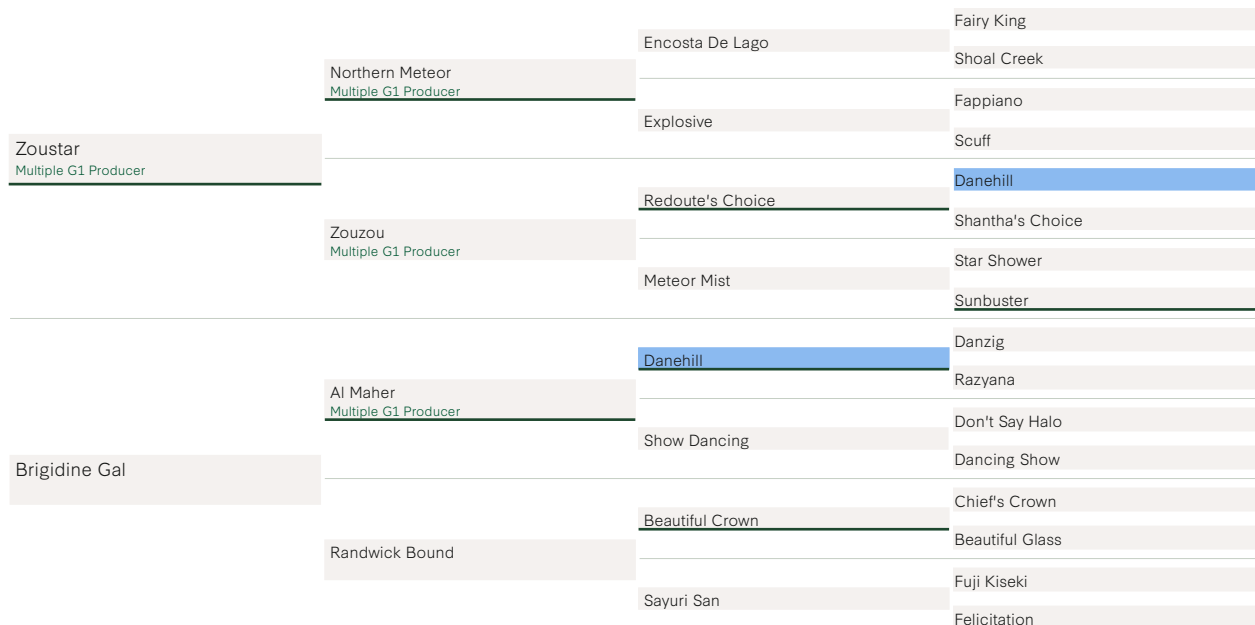 Zoustar
Multiple G1 Producer
Brigidine Gal
Northern Meteor
Multiple G1 Producer
Zouzou
Multiple G1 Producer
Al Maher
Multiple G1 Producer
Randwick Bound
Encosta De Lago
Explosive
Redoute's Choice
Meteor Mist
Danehill
Show Dancing
Beautiful Crown
Sayuri San
Fairy King
Shoal Creek
Fappiano
Scuff
Danehill
Shantha's Choice
Star Shower
Sunbuster
Danzig
Razyana
Don't Say Halo
Dancing Show
Chief's Crown
Beautiful Glass
Fuji Kiseki
Felicitation